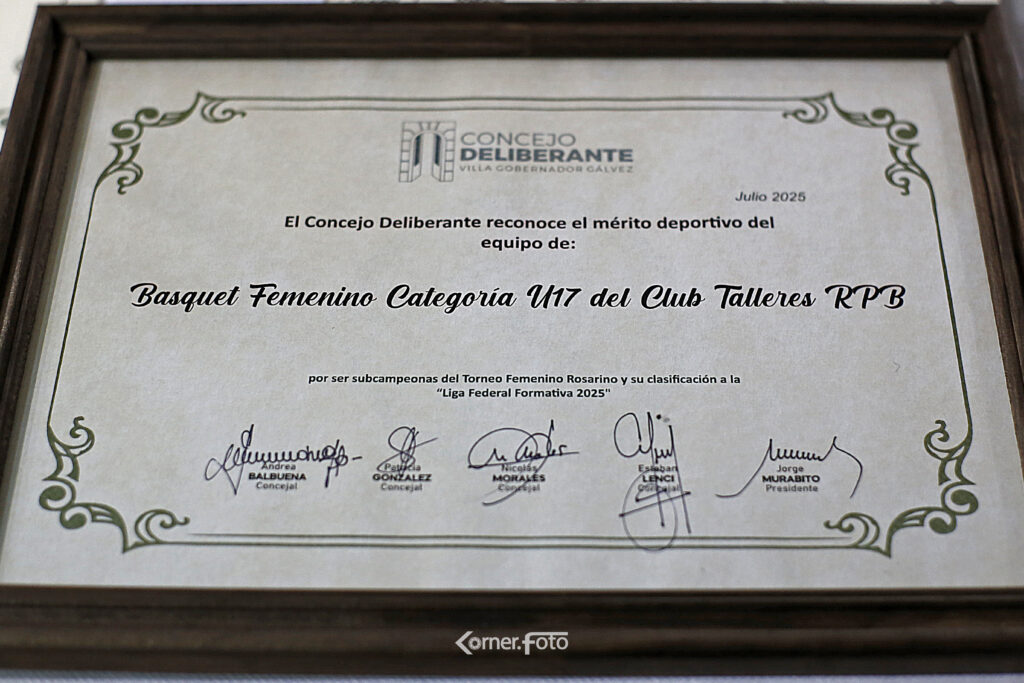 CONCEJO
DELIBERANTE
VILLA GOBERNADOR GÁLVEZ
Julio 2025
El Concejo Deliberante reconoce el mérito deportivo del
equipo de:
Basquet Femenino Categoría U17 del Club Talleres RPB
por ser subcampeonas del Torneo Femenino Rosarino y su clasificación a la
“Liga Federal Formativa 2025"
Andrea Patricia Nicolás Esteban Jorge
BALBUENA GONZALEZ MORALES LENCI MURABITO
Concejal Concejal Concejal Concejal Presidente
Korner.Foto